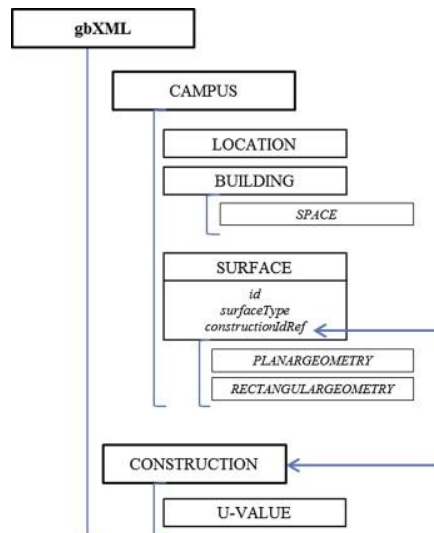 gbXML
CAMPUS
LOCATION
BUILDING
SPACE
SURFACE
id
surfaceType
constructionIdRef
PLANARGEOMETRY
RECTANGULARGEOMETRY
CONSTRUCTION
U-VALUE